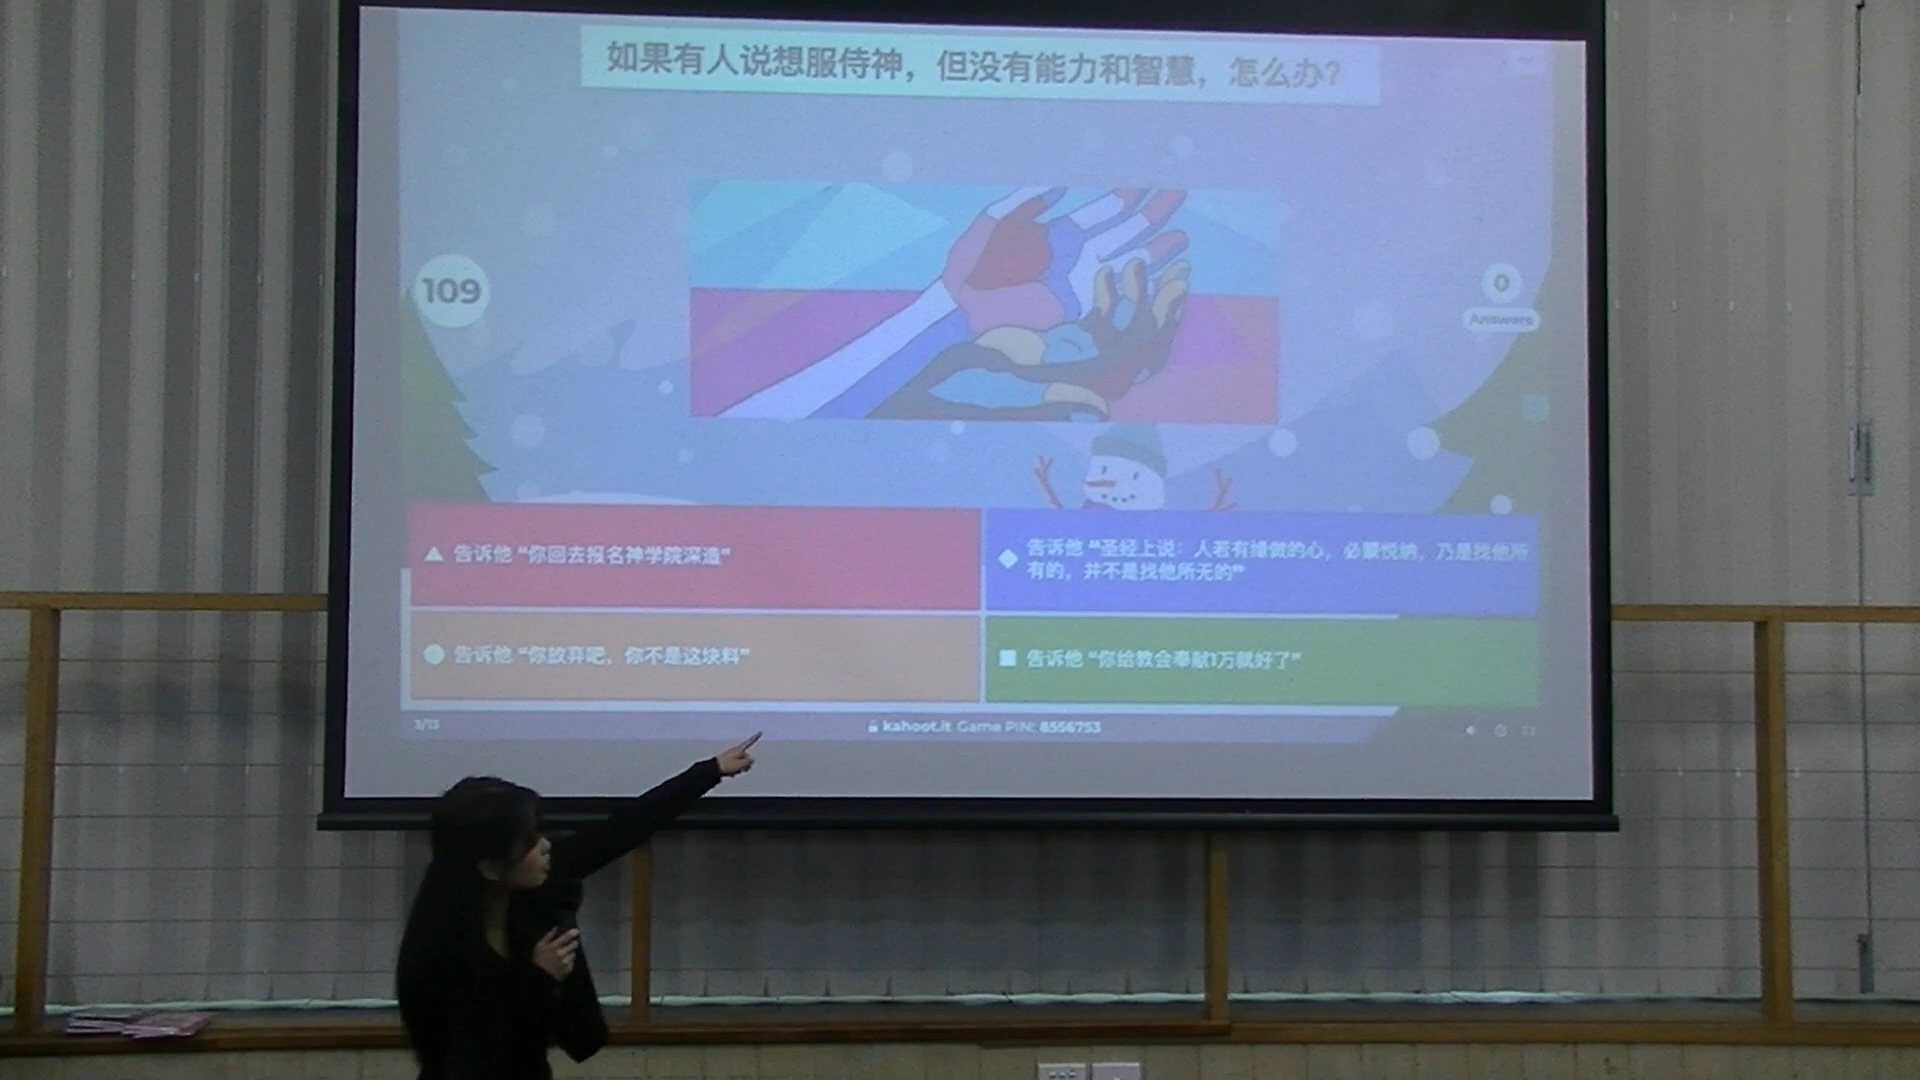 如果有人说想服侍神，但没有能力和智慧，怎么办？
109
0
Answers
告诉他“你回去报名神学院深造”
告诉他“圣经上说：人若有缘做的心，必蒙悦纳，乃是找他所
有的，并不是找他所无的”
告诉他“你放弃吧，你不是这块料”
告诉他“你给教会奉献1万就好了”
3/13
kahoot.it Game PIN: 8556753